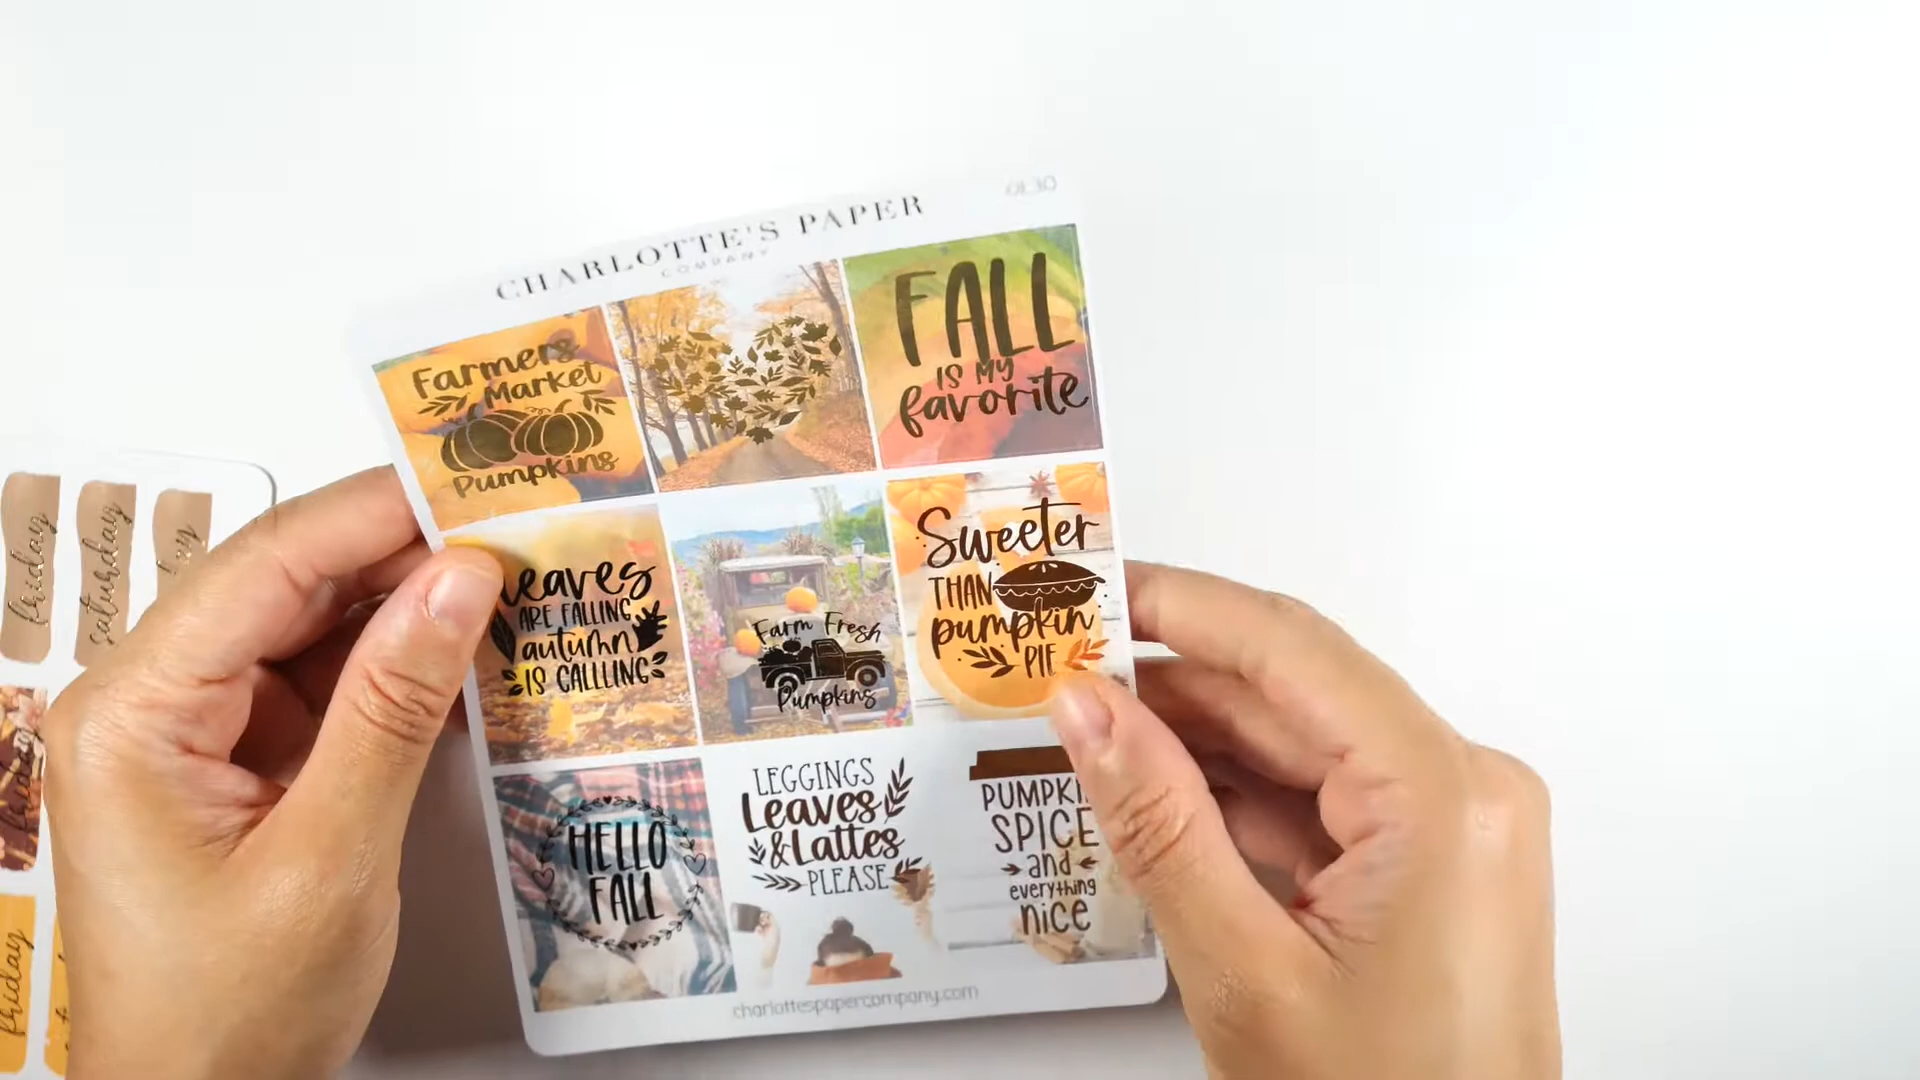 CHARLOTTE'S PAPER
COMPANY
Farmers
Market
Pumpkins
FALL
IS MY
favorite
leaves
ARE FALLING
autumn
IS CALLLING
Farm Fresh
Pumpkins
Sweeter
THAN
pumpkin
PIE
HELLO
FALL
LEGGINGS
Leaves
& Lattes
PLEASE
SPICE
and
everything
nice
charlottespapercompany.com
friday
saturday
friday